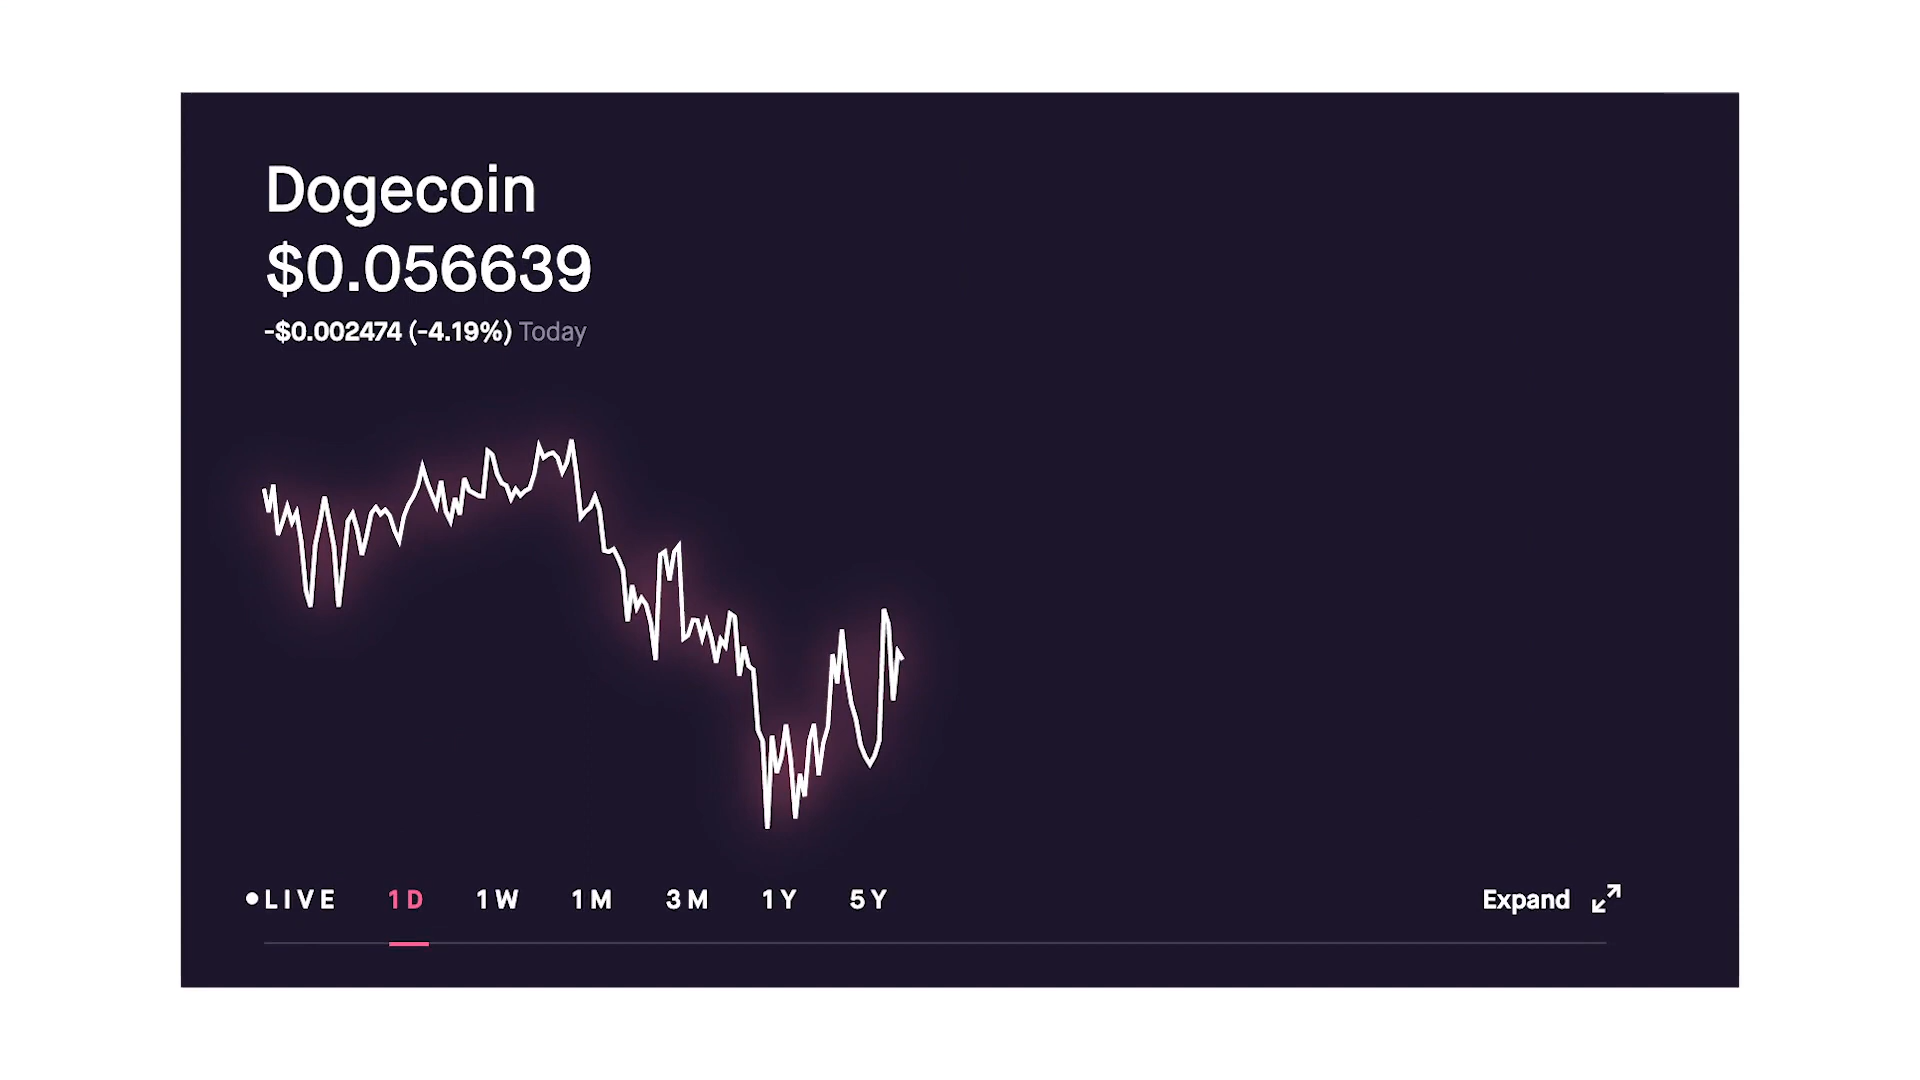 Dogecoin
$0.056639
-$0.002474 (-4.19%) Today
LIVE 1D 1W 1M 3M 1Y 5Y Expand